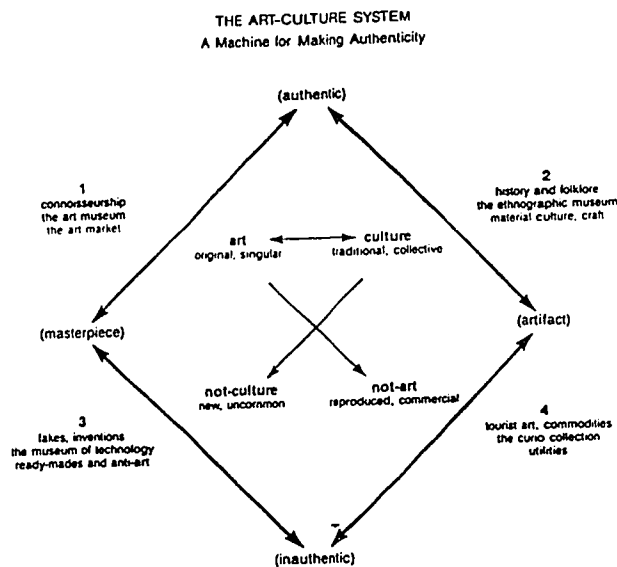 THE ART-CULTURE SYSTEM
A Machine for Making Authenticity
(authentic)
1
connoisseurship
the art museum
the art market
2
history and folklore
the ethnographic museum
material culture, craft
art
original, singular
culture
traditional, collective
(masterpiece)
(artifact)
not-culture
new, uncommon
not-art
reproduced, commercial
3
fakes, inventions
the museum of technology
ready-mades and anti-art
4
tourist art, commodities
the curio collection
utilities
(inauthentic)